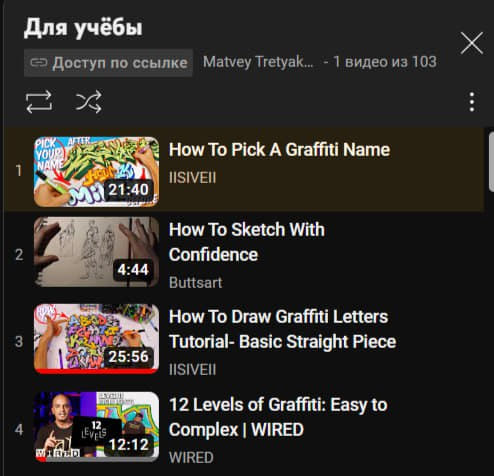 Для учёбы
Доступ по ссылке Matvey Tretyak... - 1 видео из 103
1
PICK YOUR NAME
AFTER
21:40
How To Pick A Graffiti Name
IISIVEII
2
4:44
How To Sketch With
Confidence
Buttsart
3
25:56
How To Draw Graffiti Letters
Tutorial- Basic Straight Piece
IISIVEII
4
12
LEVELS
WIRED
12:12
12 Levels of Graffiti: Easy to
Complex | WIRED
WIRED